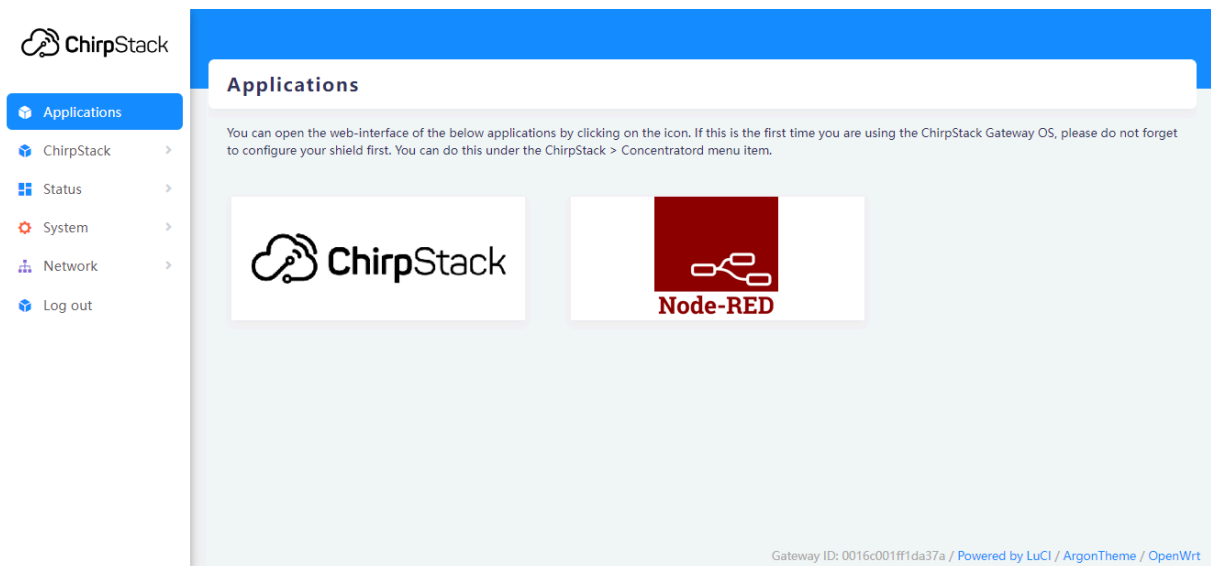 ChirpStack
Applications
ChirpStack
Status
System
Network
Log out
Applications
You can open the web-interface of the below applications by clicking on the icon. If this is the first time you are using the ChirpStack Gateway OS, please do not forget
to configure your shield first. You can do this under the ChirpStack > Concentratord menu item.
ChirpStack
Node-RED
Gateway ID: 0016c001ff1da37a / Powered by LuCI / ArgonTheme / OpenWrt